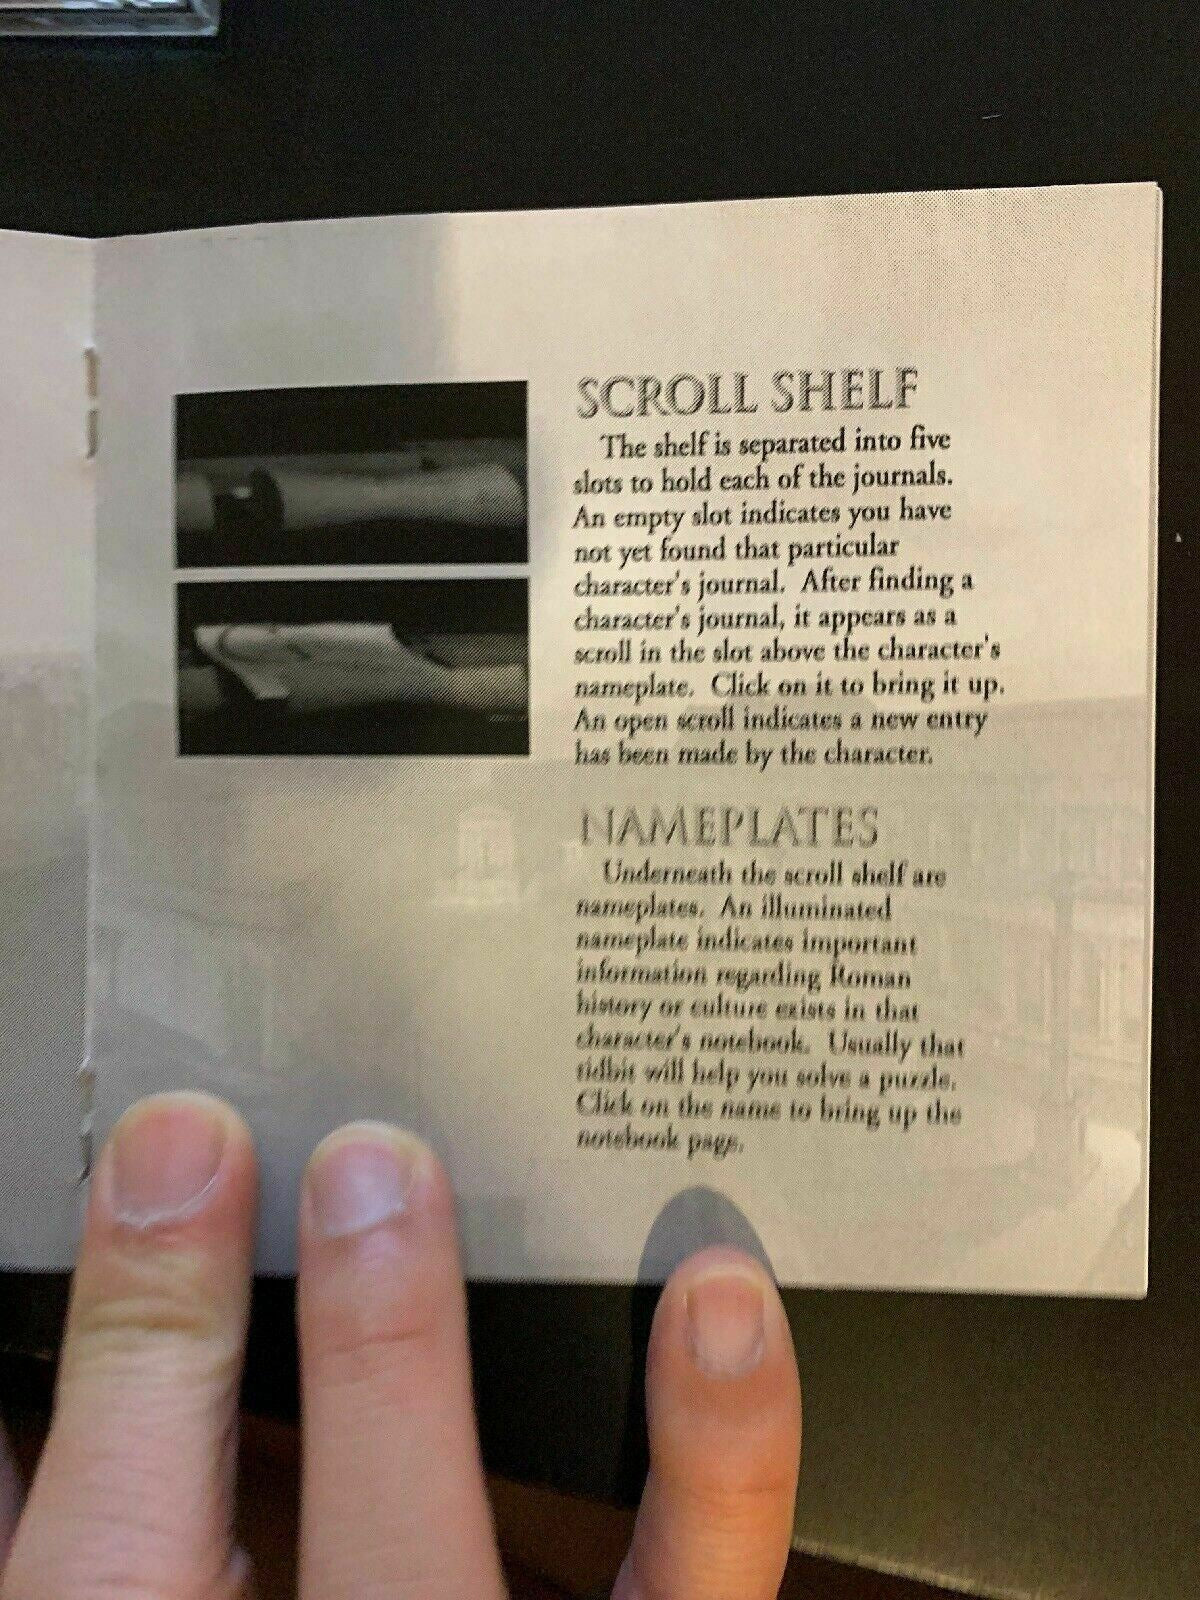 SCROLL SHELF
The shelf is separated into five
slots to hold each of the journals.
An empty slot indicates you have
not yet found that particular
character's journal. After finding a
character's journal, it appears as a
scroll in the slot above the character's
nameplate. Click on it to bring it up.
An open scroll indicates a new entry
has been made by the character.
NAMEPLATES
Underneath the scroll shelf are
nameplates. An illuminated
nameplate indicates important
information regarding Roman
history or culture exists in that
character's notebook. Usually that
tidbit will help you solve a puzzle.
Click on the name to bring up the
notebook page.